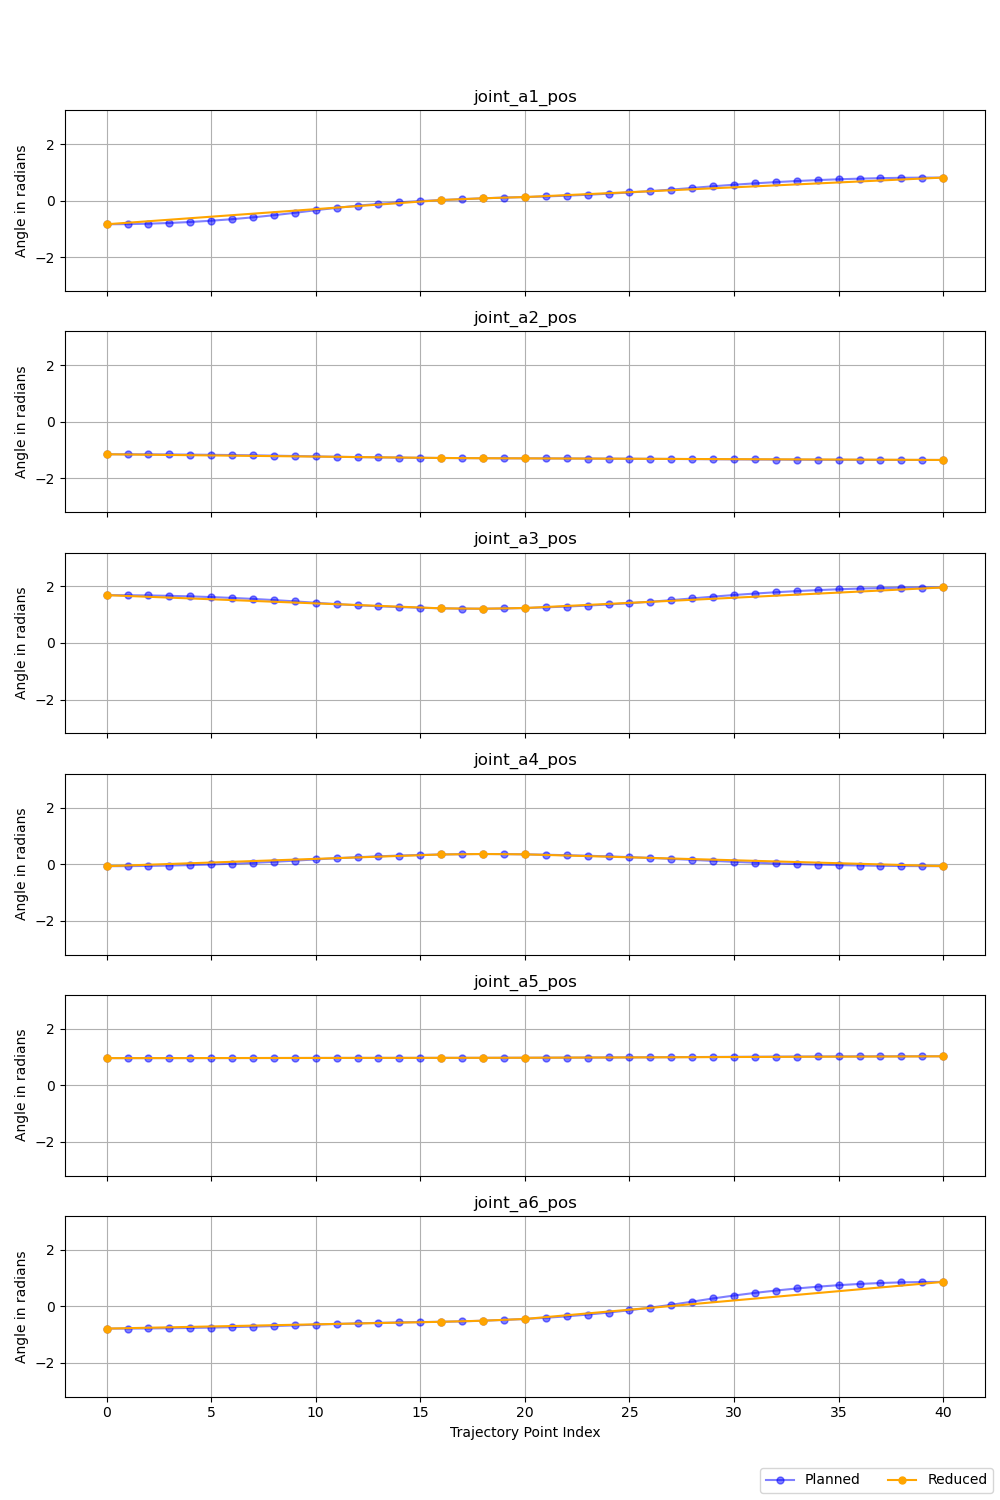 joint_a1_pos
Angle in radians
2
0
−2
joint_a2_pos
Angle in radians
2
0
−2
joint_a3_pos
Angle in radians
2
0
−2
joint_a4_pos
Angle in radians
2
0
−2
joint_a5_pos
Angle in radians
2
0
−2
joint_a6_pos
Angle in radians
2
0
−2
0 5 10 15 20 25 30 35 40
Trajectory Point Index
Planned Reduced